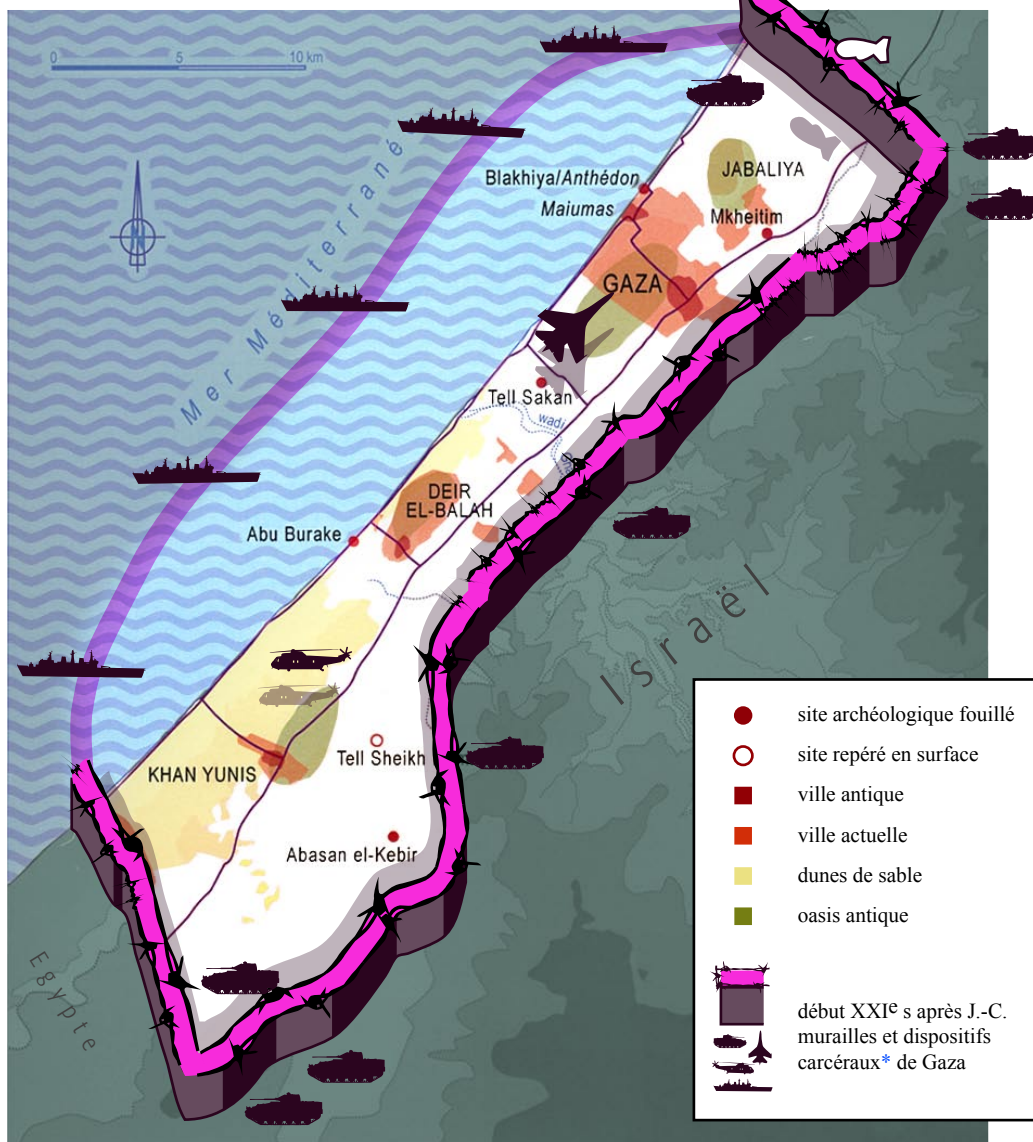 0 5 10 km
Mer Méditerrané
N
Blakhiya/Anthédon
Maiumas
JABALIYA
Mkheitim
GAZA
Tell Sakan
wadi
DEIR
EL-BALAH
Abu Burake
Israël
Tell Sheikh
KHAN YUNIS
Abasan el-Kebir
Egypte
site archéologique fouillé
site repéré en surface
ville antique
ville actuelle
dunes de sable
oasis antique
début XXIe s après J.-C.
murailles et dispositifs
carcéraux* de Gaza